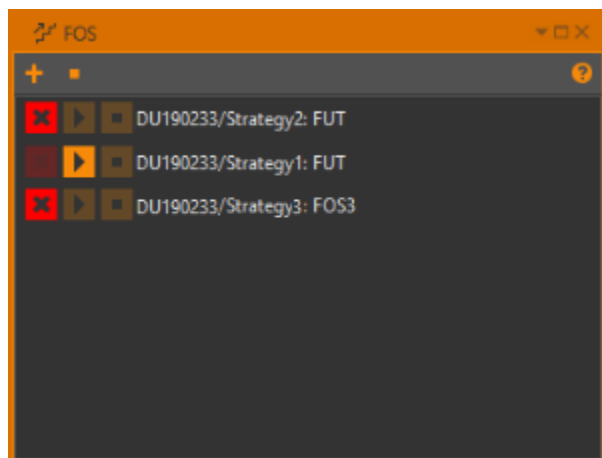 FOS
DU190233/Strategy2: FUT
DU190233/Strategy1: FUT
DU190233/Strategy3: FOS3